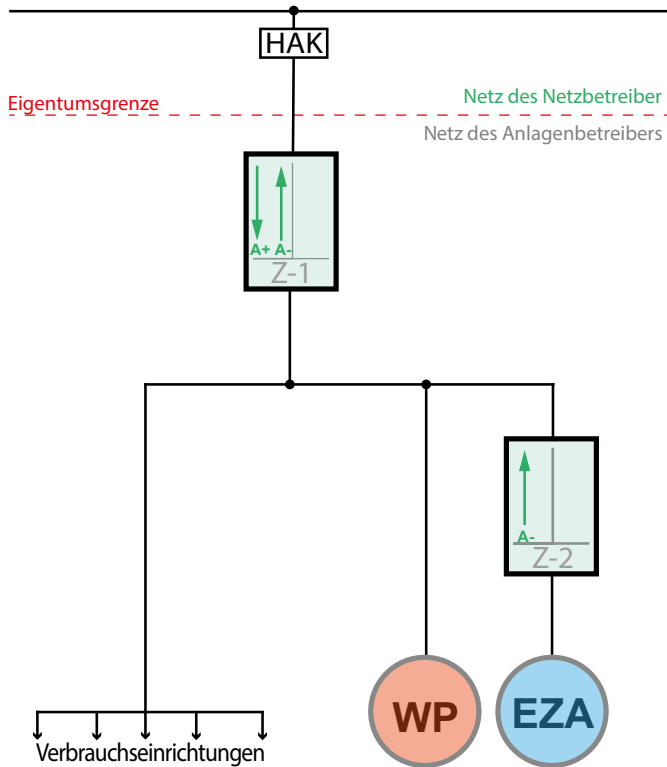 HAK
Eigentumsgrenze
Netz des Netzbetreiber
Netz des Anlagenbetreibers
A+ A-
Z-1
A-
Z-2
WP
EZA
Verbrauchseinrichtungen